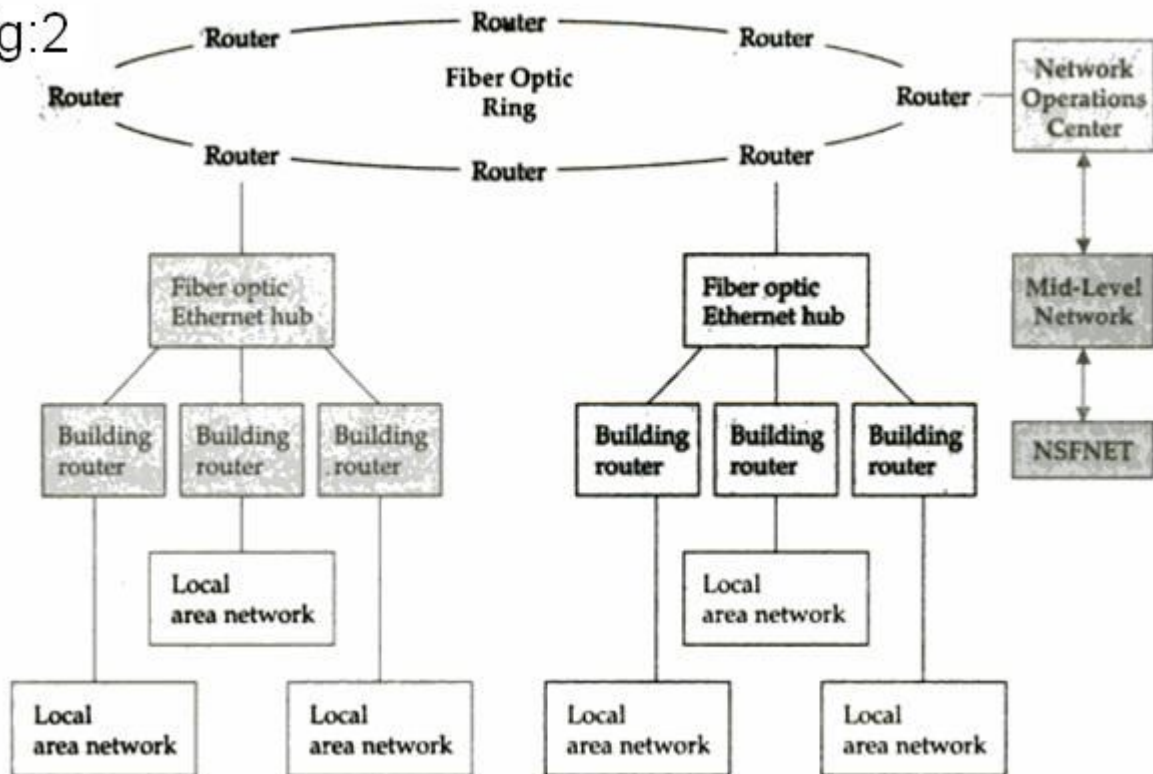 g:2
Router
Router
Router
Router
Fiber Optic
Ring
Router
Router
Router
Router
Network
Operations
Center
Fiber optic
Ethernet hub
Fiber optic
Ethernet hub
Mid-Level
Network
Building
router
Building
router
Building
router
Building
router
Building
router
Building
router
NSFNET
Local
area network
Local
area network
Local
area network
Local
area network
Local
area network
Local
area network